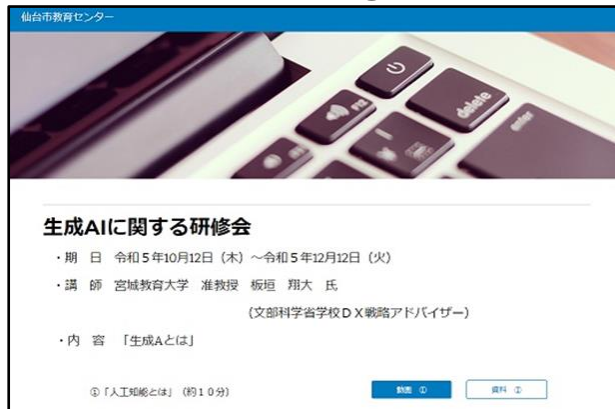 仙台市教育センター
delete
enter
生成AIに関する研修会
・期　日　令和5年10月12日（木）～令和5年12月12日（火）
・講　師　宮城教育大学　准教授　板垣　翔大　氏
（文部科学省学校ＤＸ戦略アドバイザー）
・内　容　「生成Aとは」
①「人工知能とは」（約１０分）
動画　①
資料　①